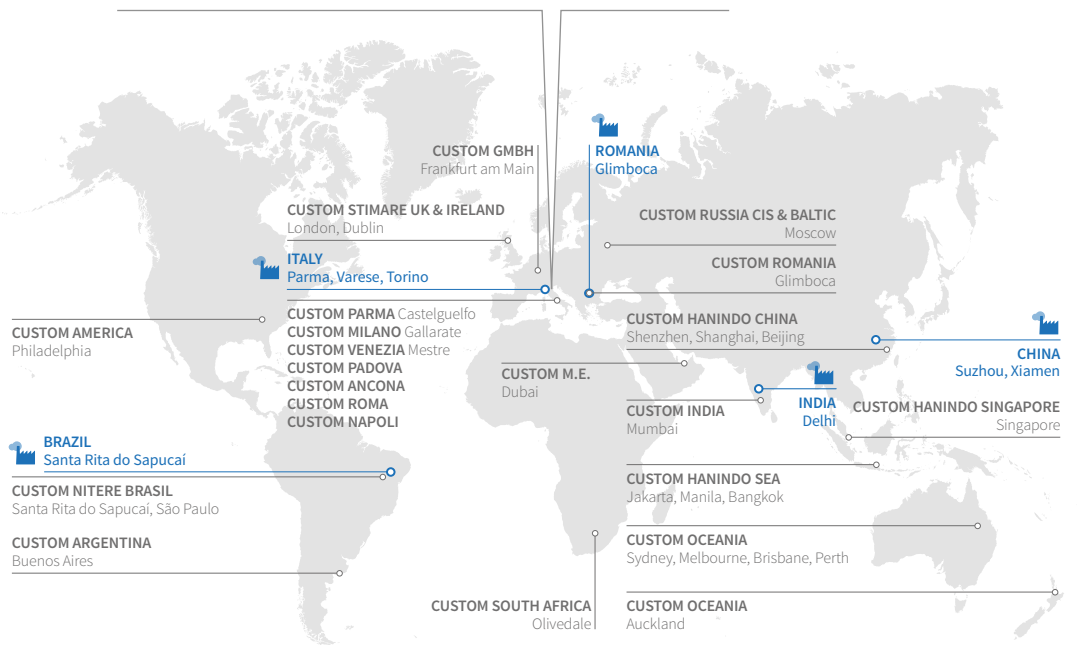 CUSTOM GMBH
Frankfurt am Main
ROMANIA
Glimboca
CUSTOM STIMARE UK & IRELAND
London, Dublin
CUSTOM RUSSIA CIS & BALTIC
Moscow
ITALY
Parma, Varese, Torino
CUSTOM ROMANIA
Glimboca
CUSTOM AMERICA
Philadelphia
CUSTOM PARMA Castelguelfo
CUSTOM MILANO Gallarate
CUSTOM VENEZIA Mestre
CUSTOM PADOVA
CUSTOM ANCONA
CUSTOM ROMA
CUSTOM NAPOLI
CUSTOM HANINDO CHINA
Shenzhen, Shanghai, Beijing
CHINA
Suzhou, Xiamen
CUSTOM M.E.
Dubai
CUSTOM INDIA
Mumbai
INDIA
Delhi
CUSTOM HANINDO SINGAPORE
Singapore
BRAZIL
Santa Rita do Sapucaí
CUSTOM NITERE BRASIL
Santa Rita do Sapucaí, São Paulo
CUSTOM HANINDO SEA
Jakarta, Manila, Bangkok
CUSTOM ARGENTINA
Buenos Aires
CUSTOM OCEANIA
Sydney, Melbourne, Brisbane, Perth
CUSTOM SOUTH AFRICA
Olivedale
CUSTOM OCEANIA
Auckland